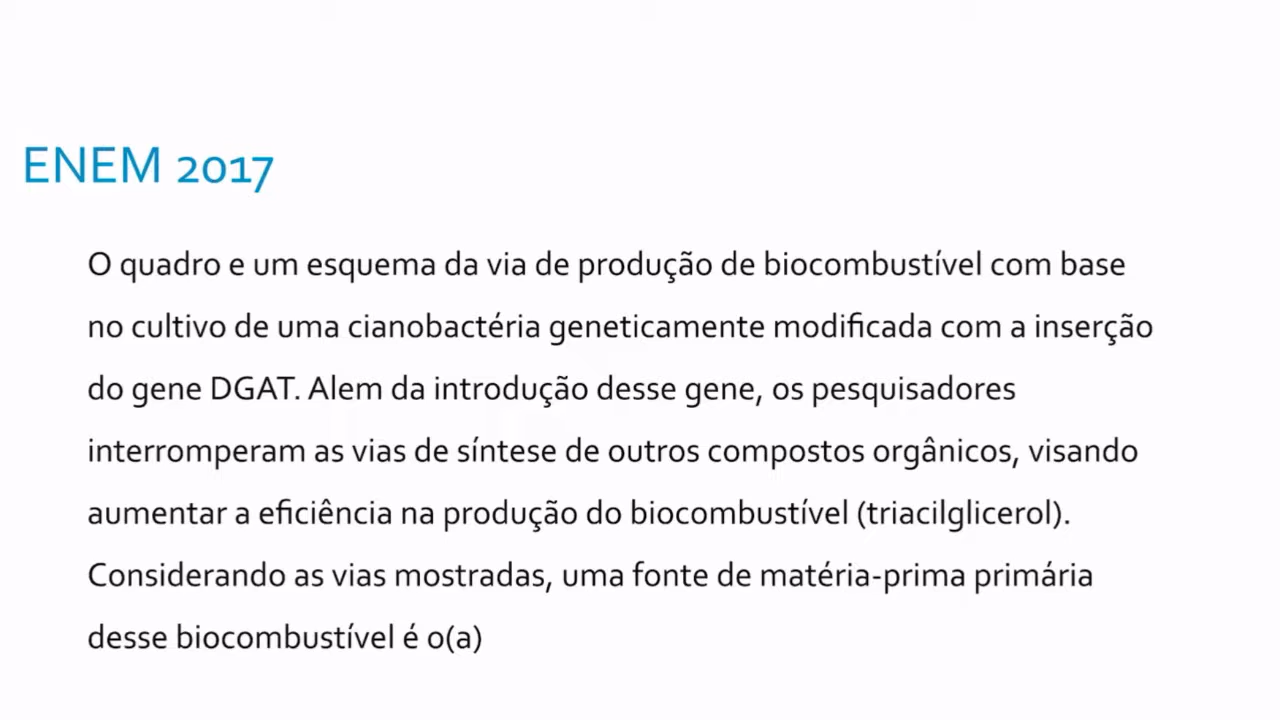 ENEM 2017
O quadro e um esquema da via de produção de biocombustível com base
no cultivo de uma cianobactéria geneticamente modificada com a inserção
do gene DGAT. Alem da introdução desse gene, os pesquisadores
interromperam as vias de síntese de outros compostos orgânicos, visando
aumentar a eficiência na produção do biocombustível (triacilglicerol).
Considerando as vias mostradas, uma fonte de matéria-prima primária
desse biocombustível é o(a)